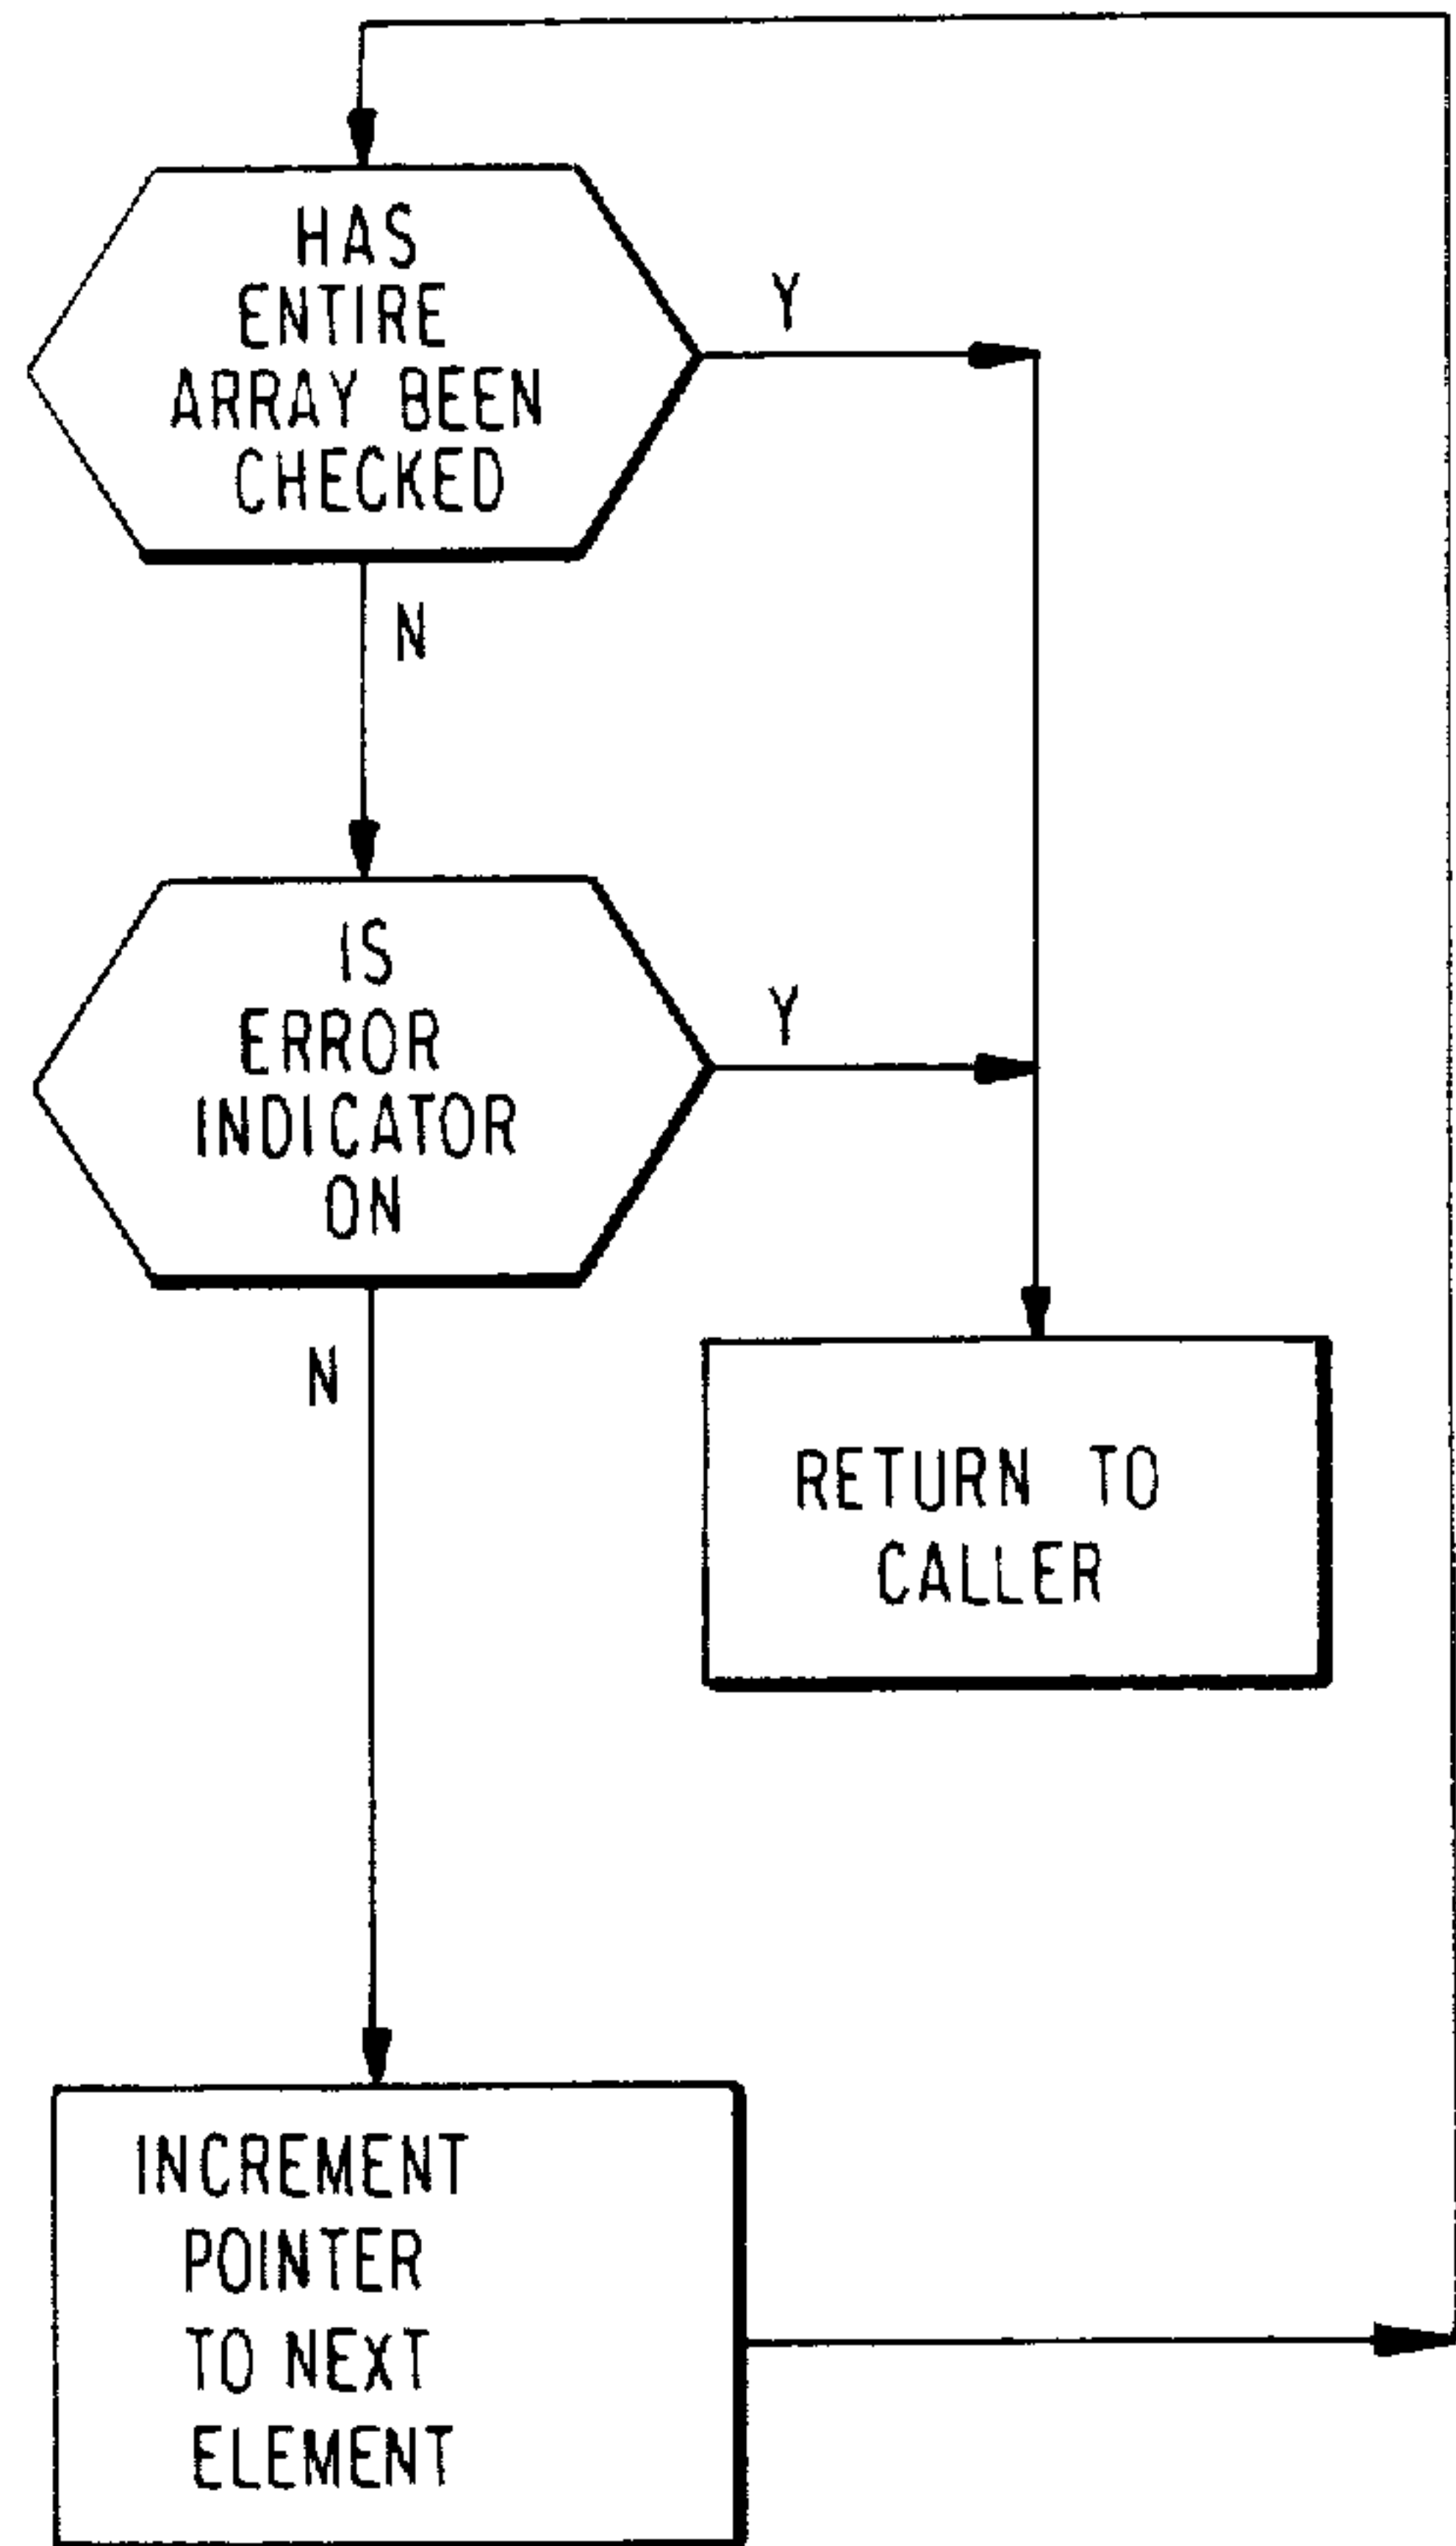 HAS
ENTIRE
ARRAY BEEN
CHECKED
Y
N
IS
ERROR
INDICATOR
ON
Y
N
RETURN TO
CALLER
INCREMENT
POINTER
TO NEXT
ELEMENT